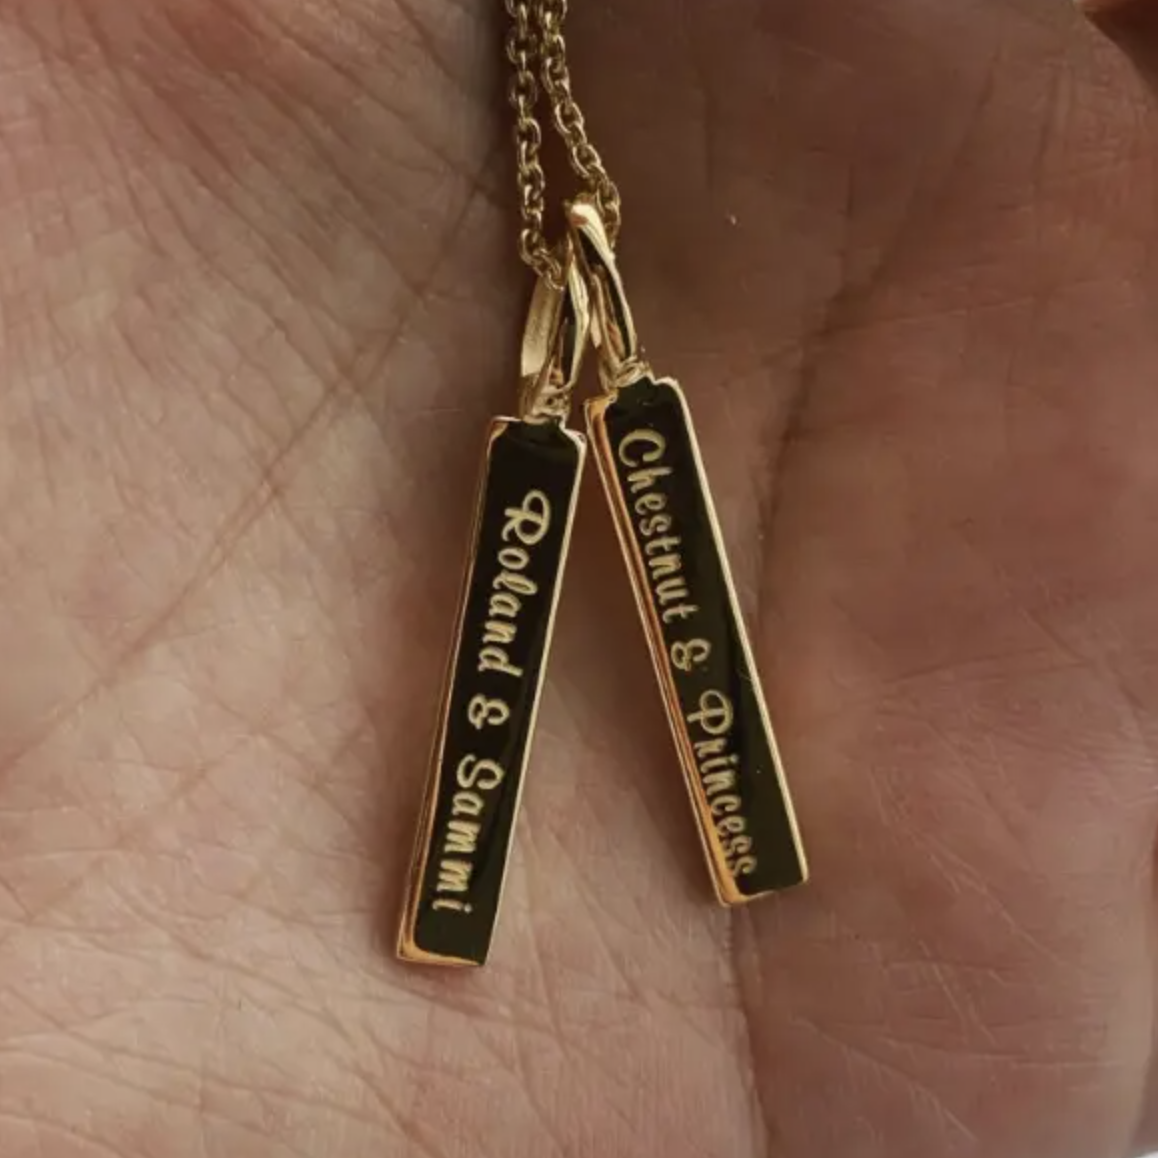 Roland & Sammi
Chestnut & Princess